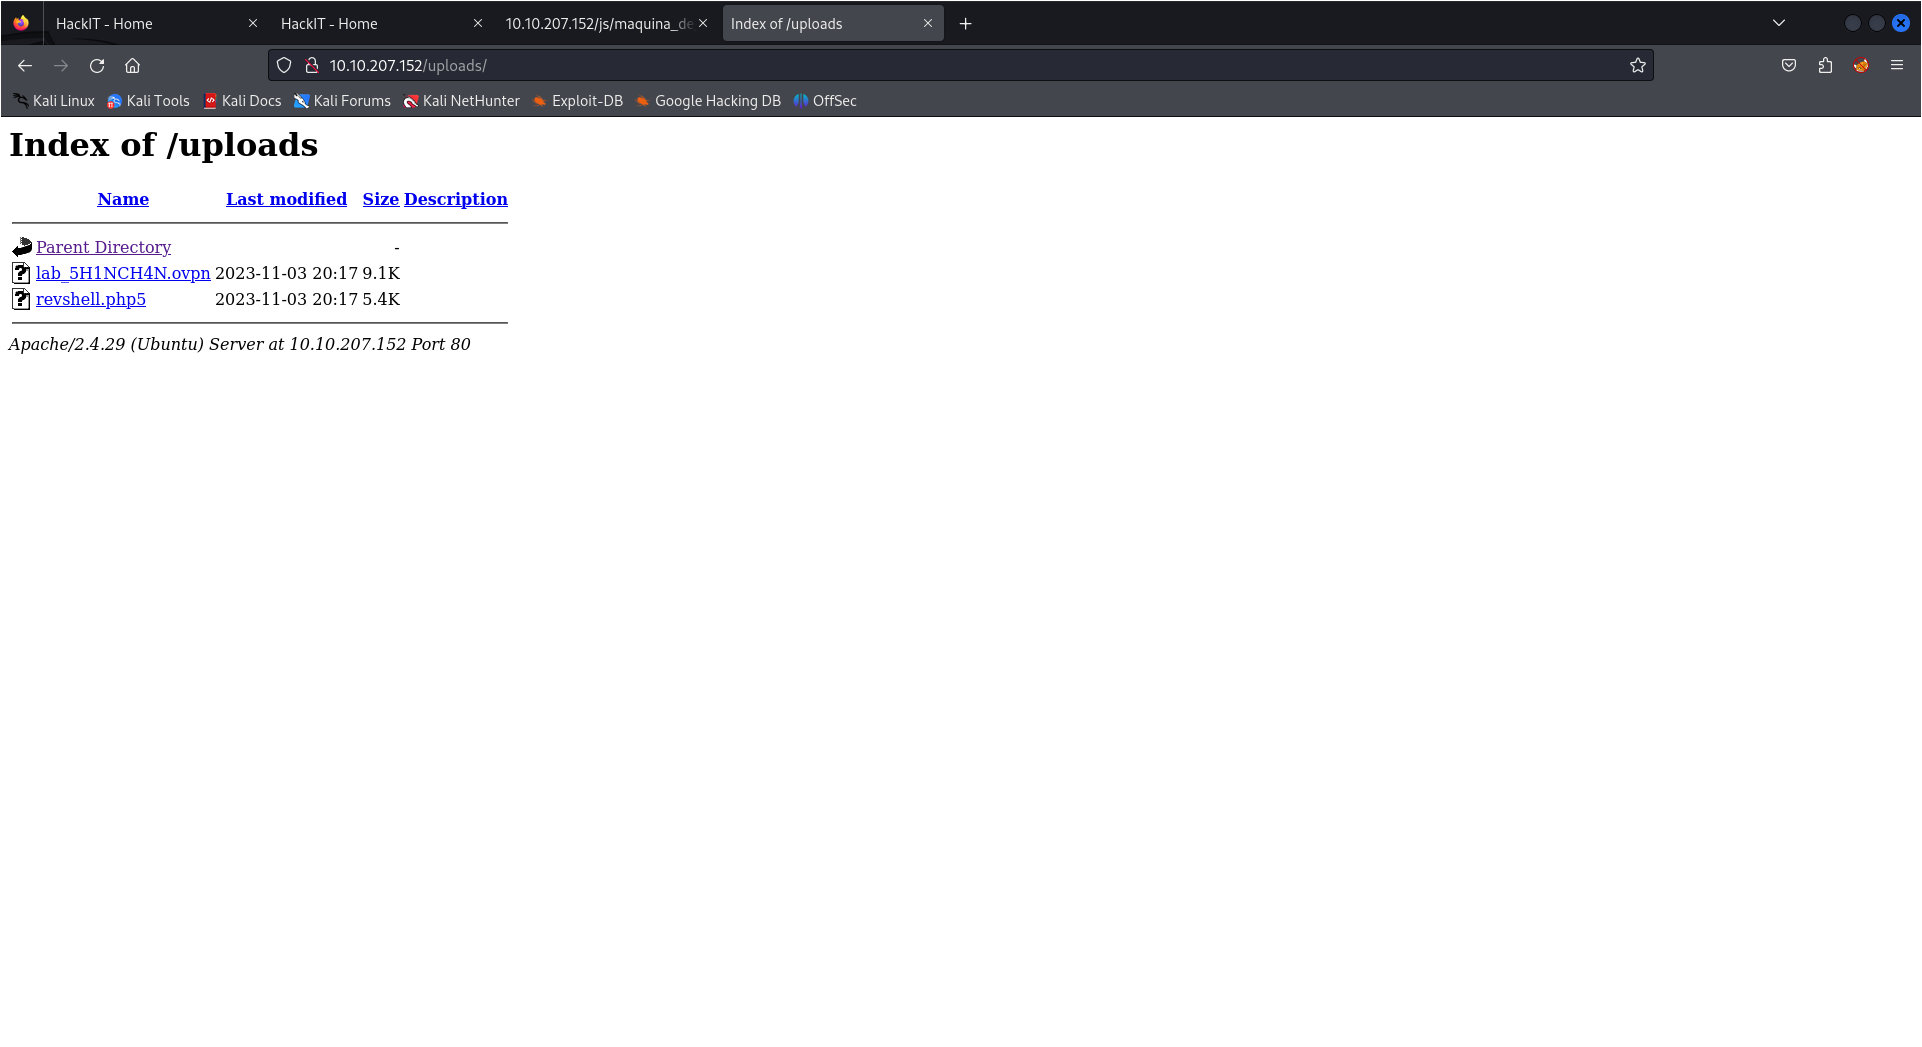 HackIT - Home
HackIT - Home
10.10.207.152/js/maquina_de
Index of /uploads
10.10.207.152/uploads/
Kali Linux Kali Tools Kali Docs Kali Forums Kali NetHunter Exploit-DB Google Hacking DB OffSec
Index of /uploads
Name Last modified Size Description
Parent Directory -
lab_5H1NCH4N.ovpn 2023-11-03 20:17 9.1K
revshell.php5 2023-11-03 20:17 5.4K
Apache/2.4.29 (Ubuntu) Server at 10.10.207.152 Port 80